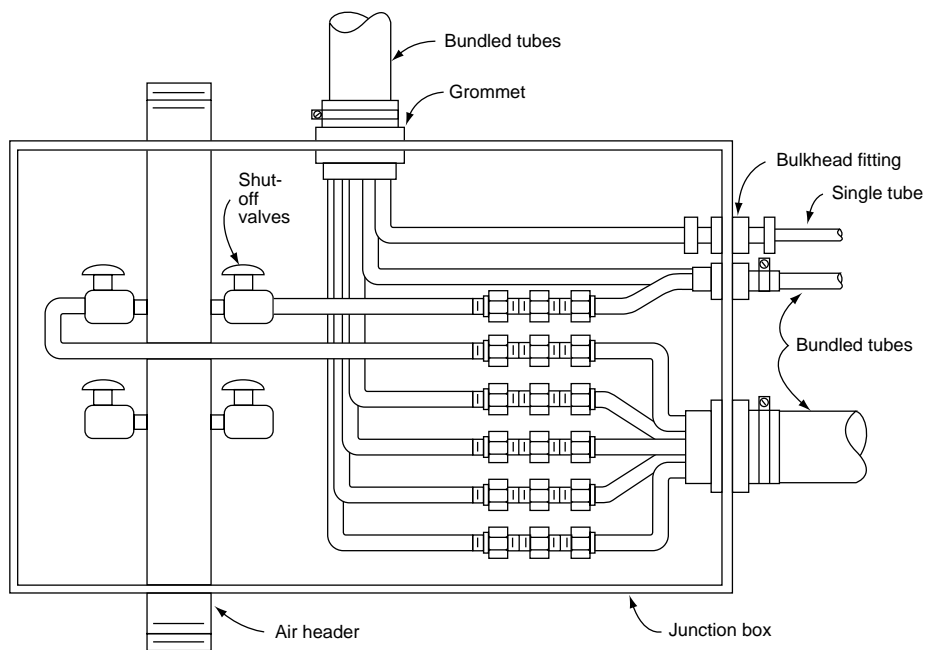 Bundled tubes
Grommet
Bulkhead fitting
Shut-
off
valves
Single tube
Bundled tubes
Air header
Junction box